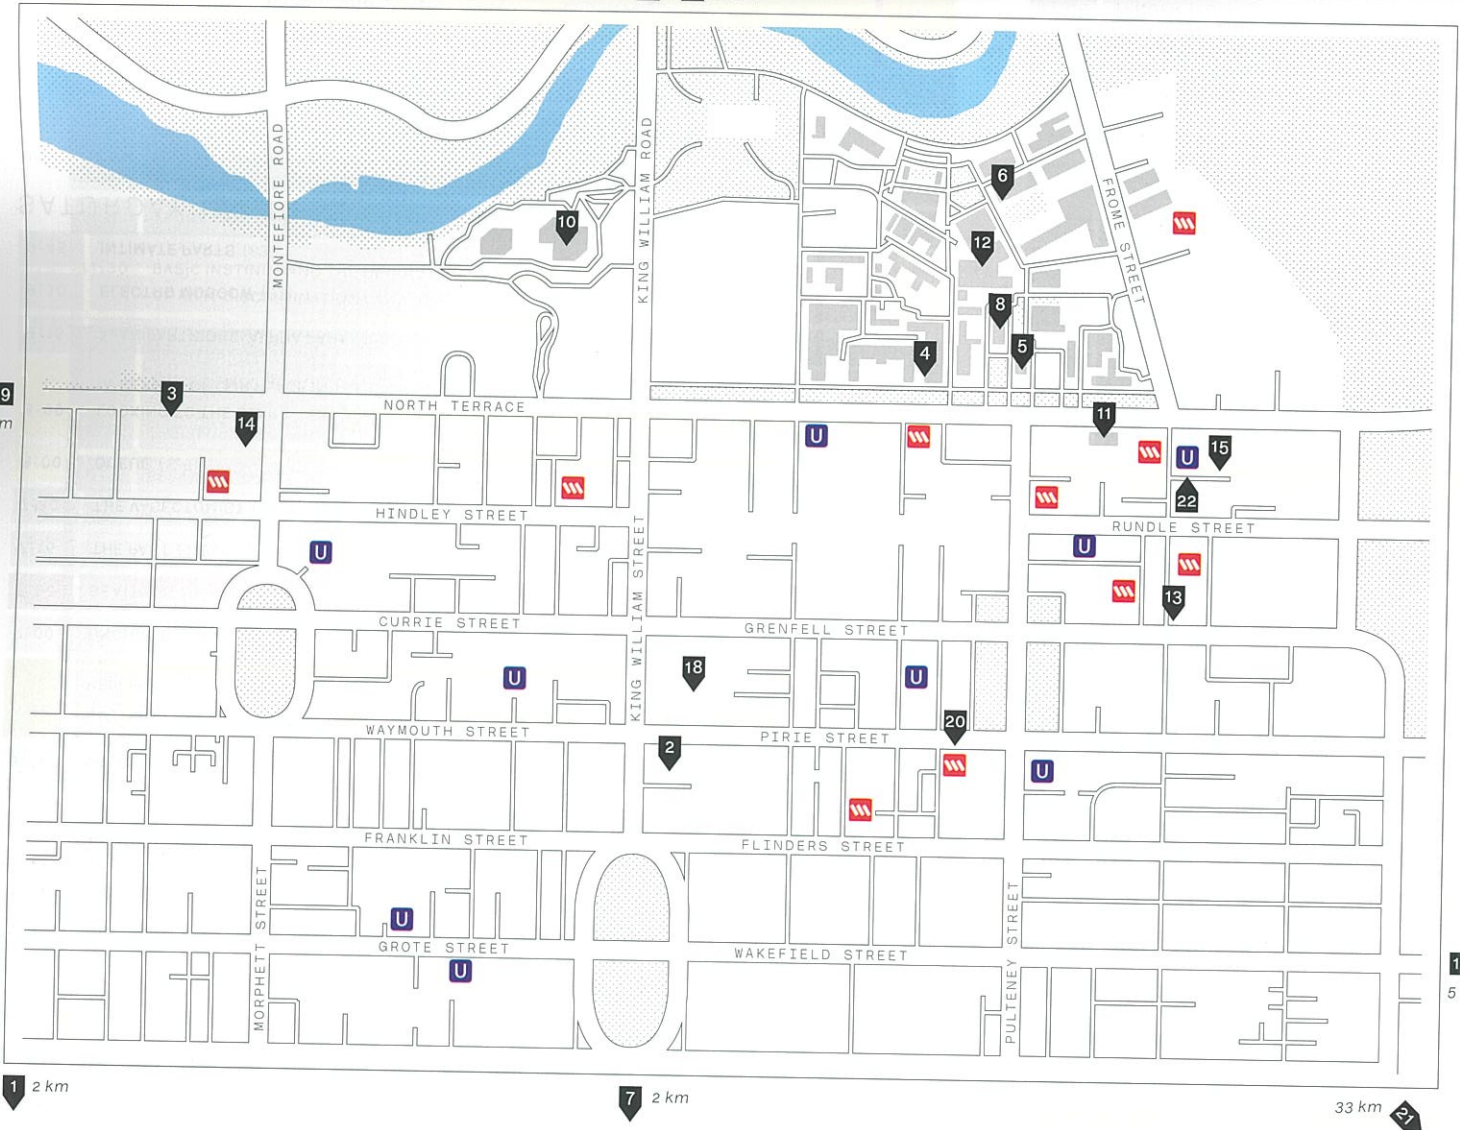 MONTEFIORE ROAD
KING WILLIAM ROAD
FROME STREET
10
6
12
8
5
4
9
m
3
14
NORTH TERRACE
11
U
U
15
22
HINDLEY STREET
RUNDLE STREET
U
U
KING WILLIAM STREET
13
CURRIE STREET
GRENFELL STREET
18
U
U
20
WAYMOUTH STREET
PIRIE STREET
2
U
FRANKLIN STREET
FLINDERS STREET
MORPHETT STREET
PULTENEY STREET
U
GROTE STREET
WAKEFIELD STREET
U
1
5
1 2 km
7 2 km
33 km 21